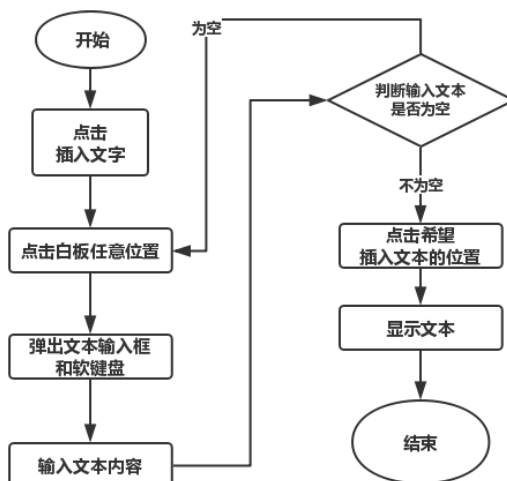 开始
点击
插入文字
点击白板任意位置
弹出文本输入框
和软键盘
输入文本内容
为空
判断输入文本
是否为空
不为空
点击希望
插入文本的位置
显示文本
结束